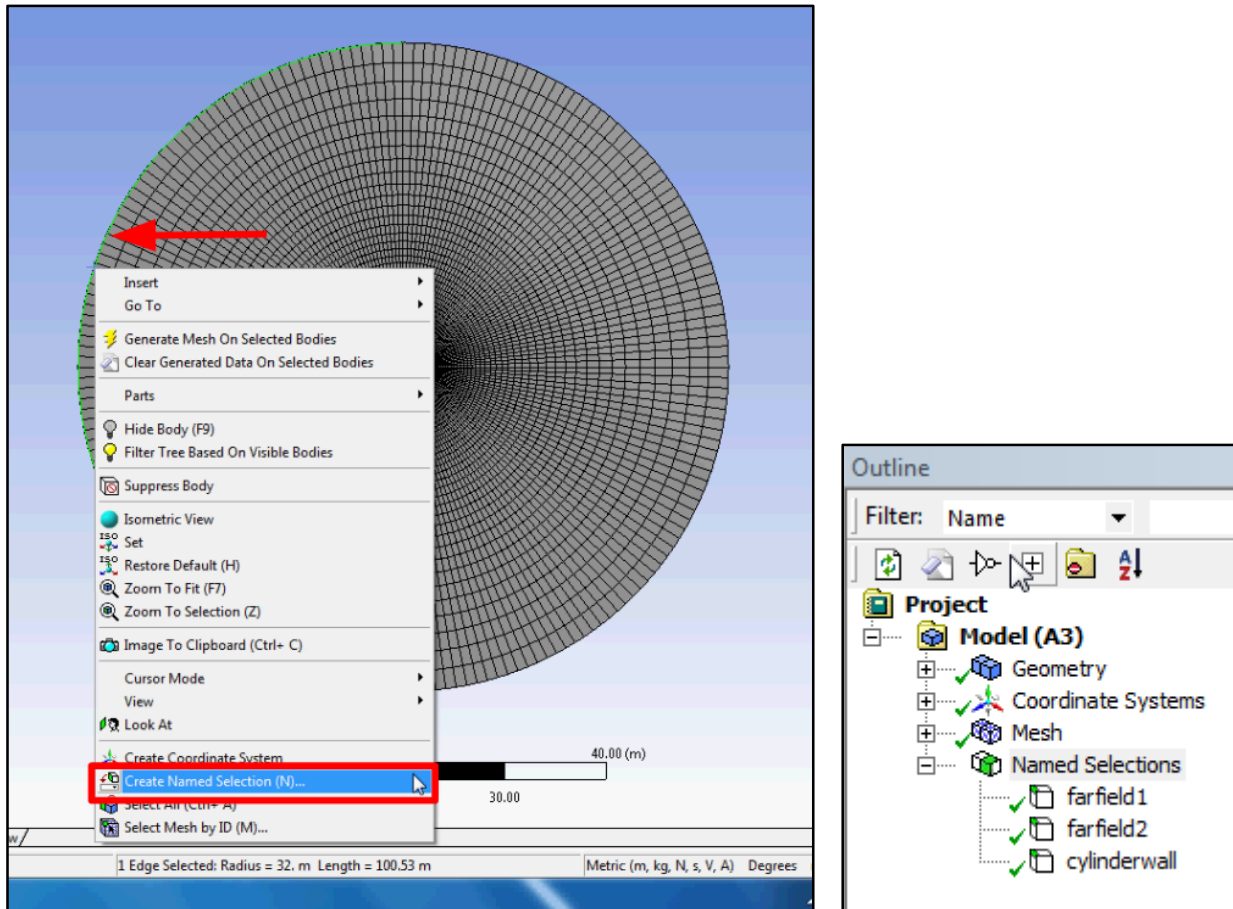 Insert
Go To
Generate Mesh On Selected Bodies
Clear Generated Data On Selected Bodies
Parts
Hide Body (F9)
Filter Tree Based On Visible Bodies
Suppress Body
Isometric View
ISO Set
ISO Restore Default (H)
Zoom To Fit (F7)
Zoom To Selection (Z)
Image To Clipboard (Ctrl+ C)
Cursor Mode
View
Look At
Create Coordinate System
Create Named Selection (N)...
Select All (Ctrl+ A)
Select Mesh by ID (M)...
40.00 (m)
30.00
w
1 Edge Selected: Radius = 32. m Length = 100.53 m
Metric (m, kg, N, s, V, A) Degrees
Outline
Filter: Name
A
Z
Project
Model (A3)
Geometry
Coordinate Systems
Mesh
Named Selections
farfield1
farfield2
cylinderwall